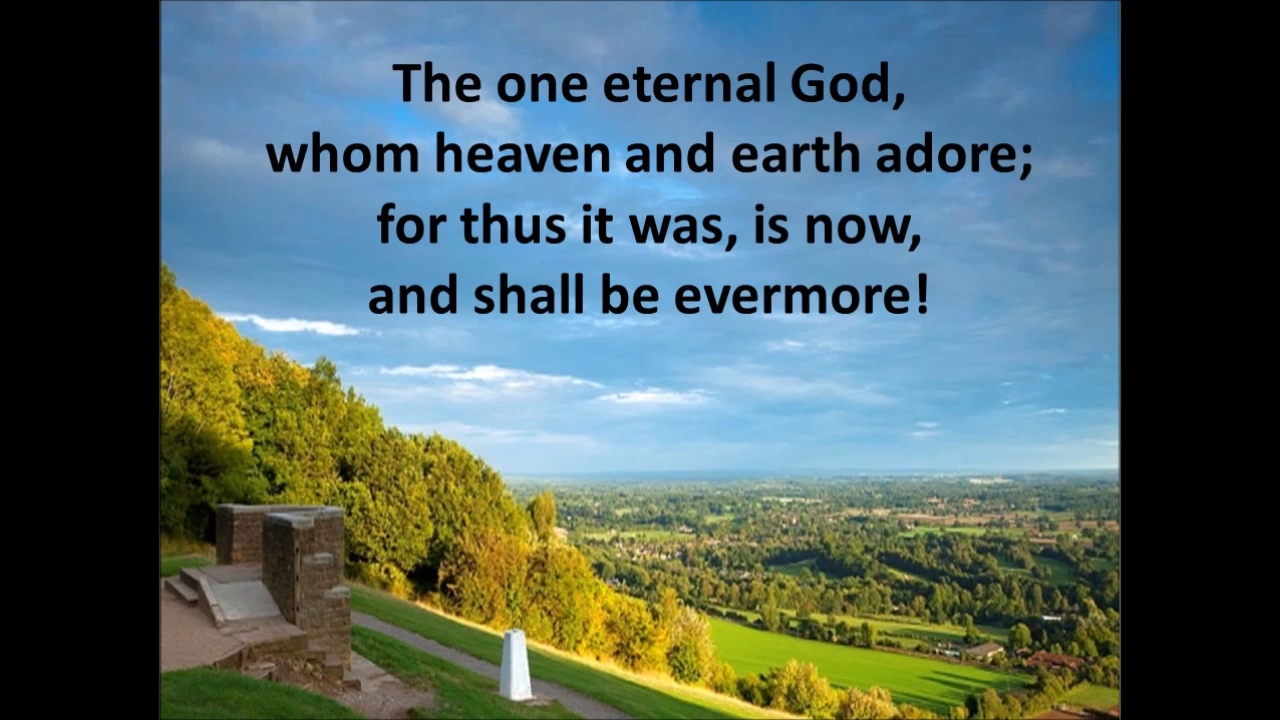 The one eternal God,
whom heaven and earth adore;
for thus it was, is now,
and shall be evermore!